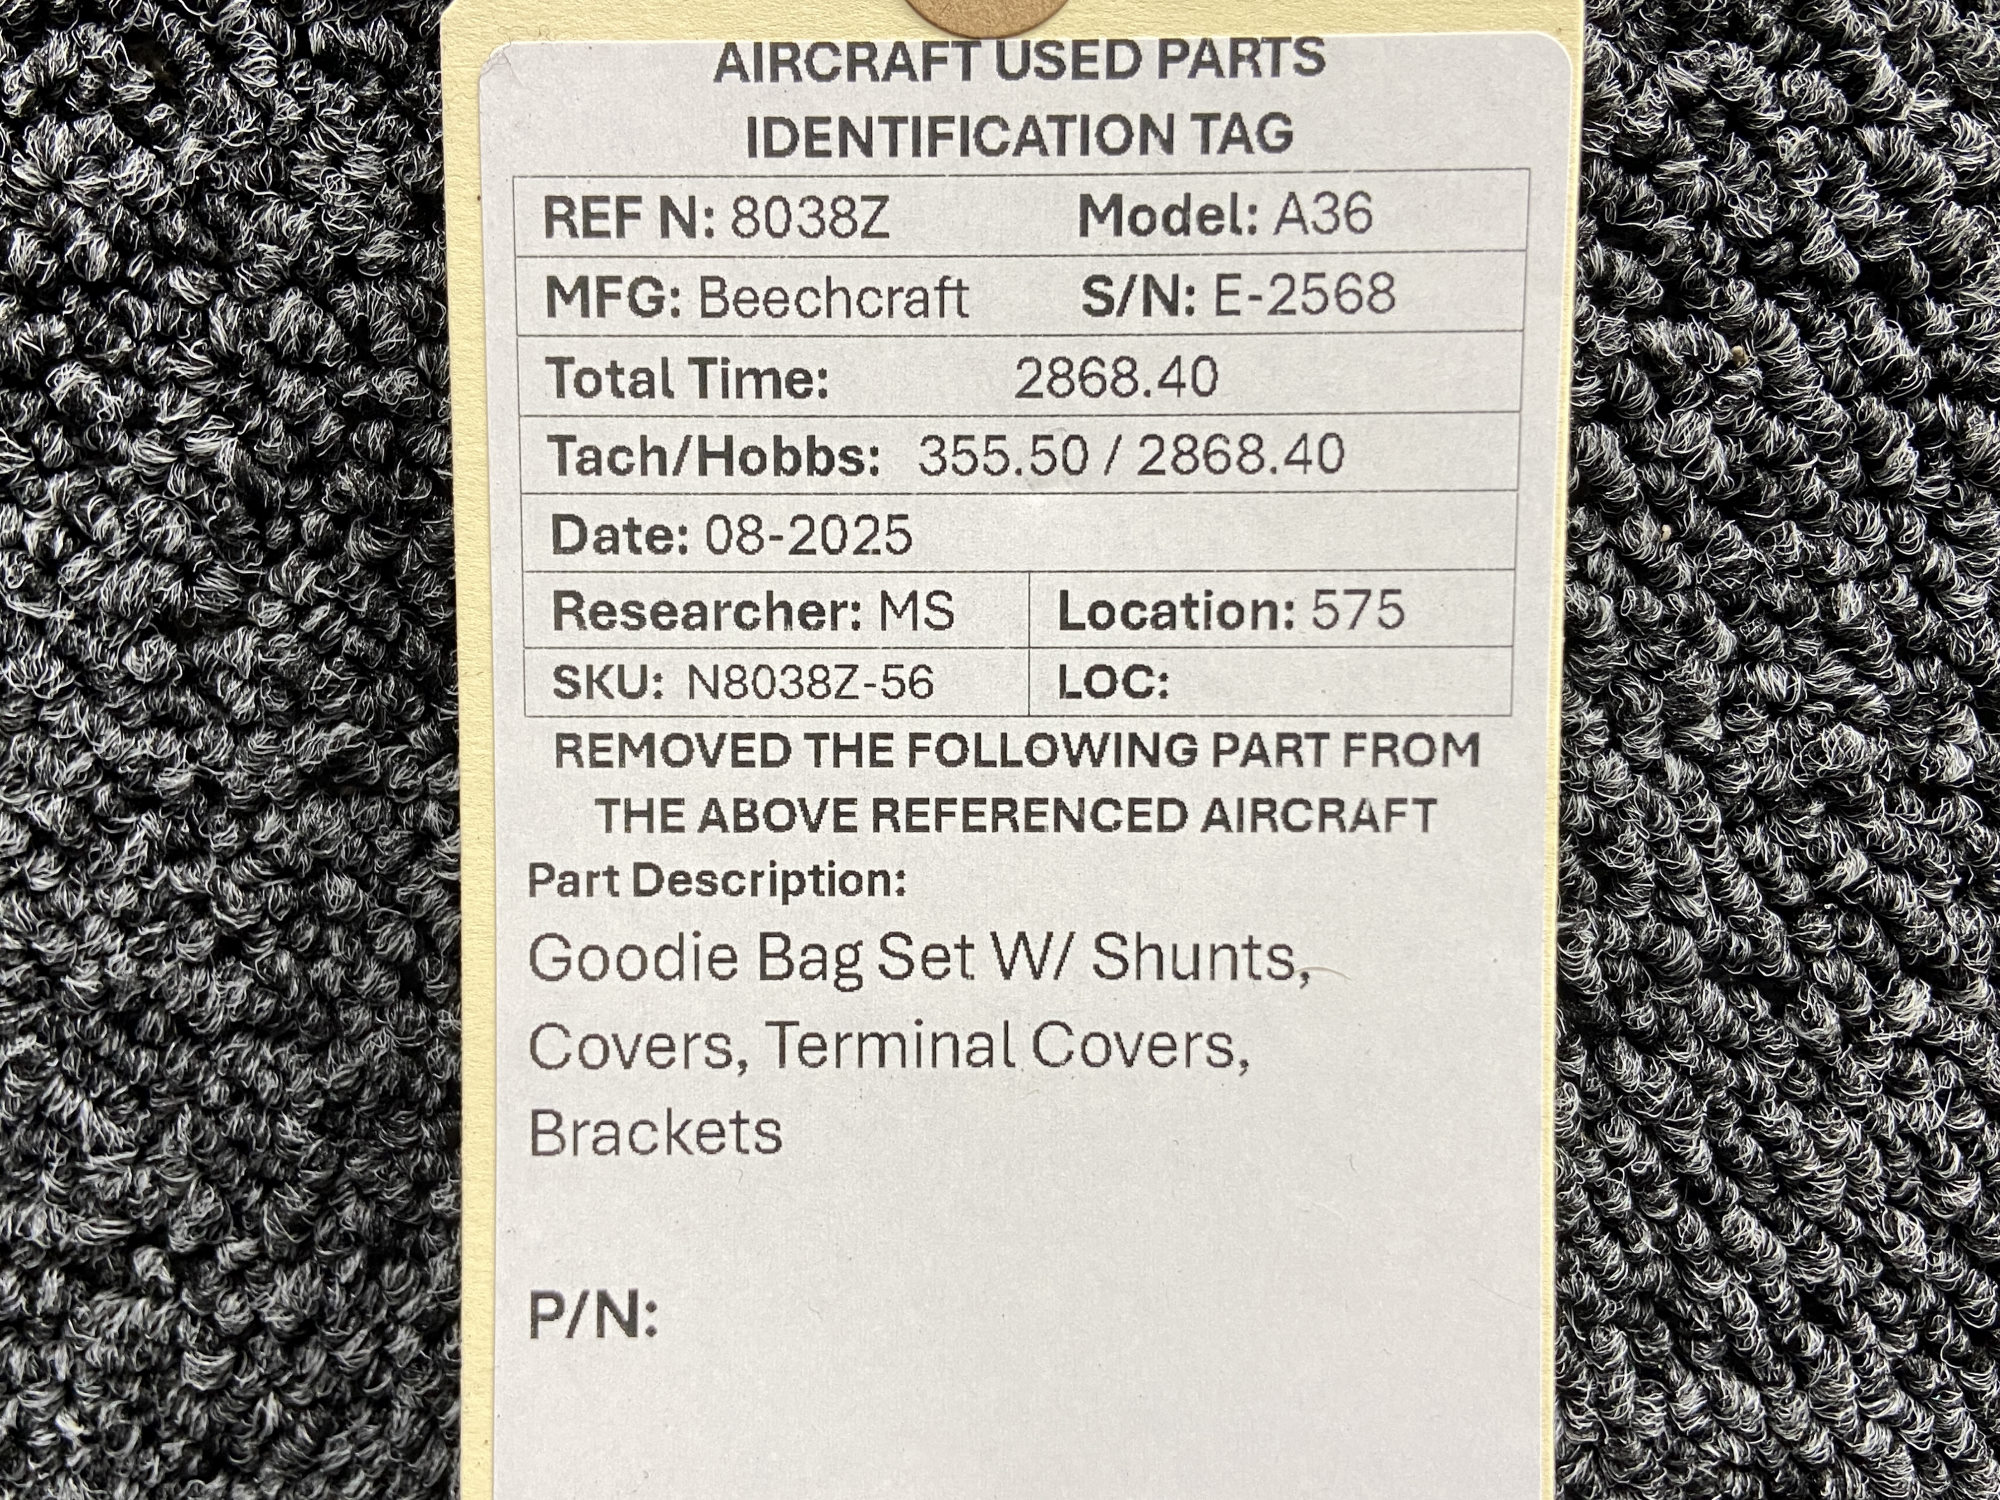 AIRCRAFT USED PARTS
IDENTIFICATION TAG
REF N: 8038Z Model: A36
MFG: Beechcraft S/N: E-2568
Total Time: 2868.40
Tach/Hobbs: 355.50 / 2868.40
Date: 08-2025
Researcher: MS Location: 575
SKU: N8038Z-56 LOC:
REMOVED THE FOLLOWING PART FROM
THE ABOVE REFERENCED AIRCRAFT
Part Description:
Goodie Bag Set W/ Shunts,
Covers, Terminal Covers,
Brackets
P/N: